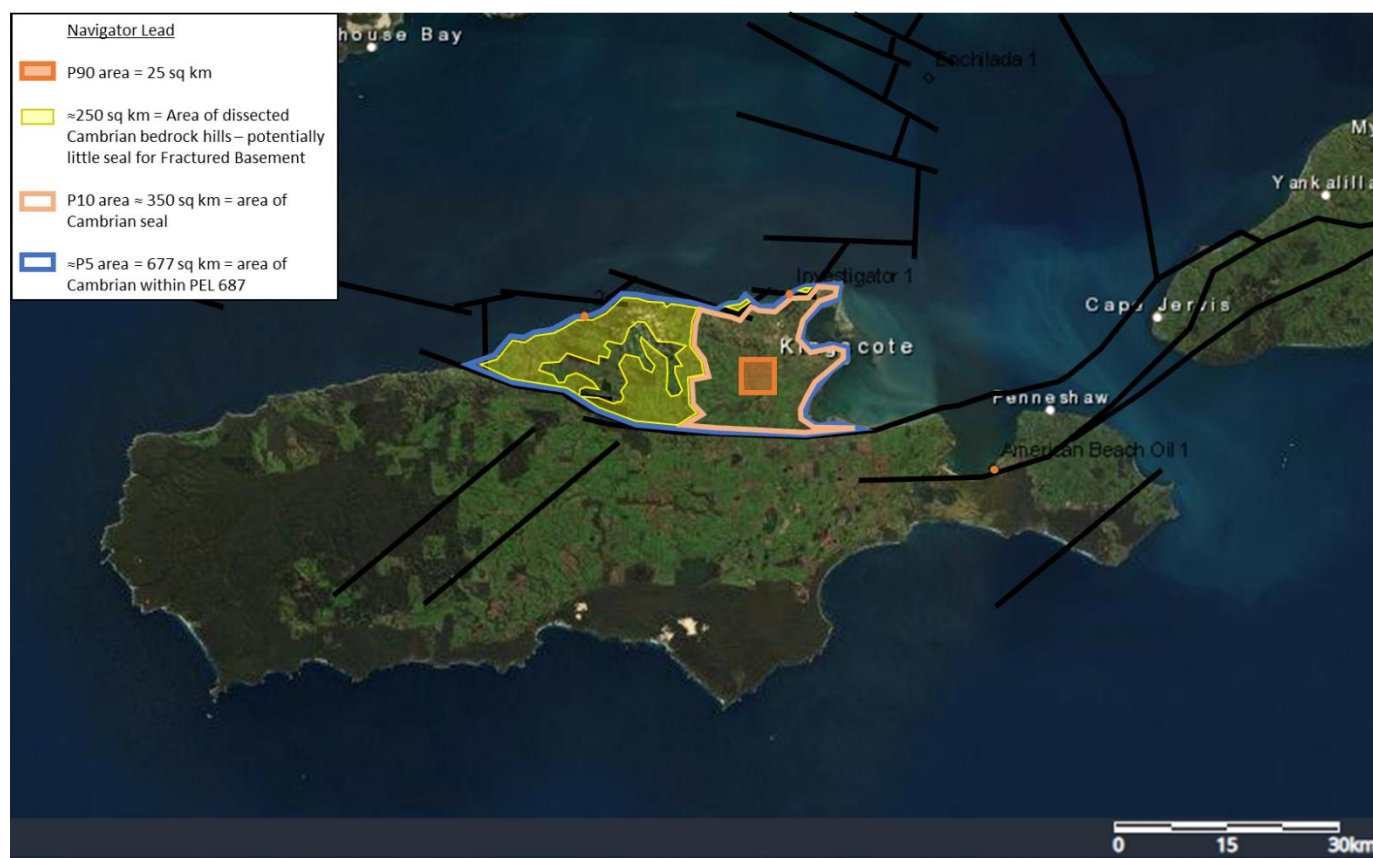 Navigator Lead
P90 area = 25 sq km
≈250 sq km = Area of dissected
Cambrian bedrock hills – potentially
little seal for Fractured Basement
P10 area ≈ 350 sq km = area of
Cambrian seal
≈P5 area = 677 sq km = area of
Cambrian within PEL 687
house Bay
Enchilada 1
My
Yankalilla
Investigator 1
Cape Jervis
Penneshaw
American Beach Oil 1
0 15 30km